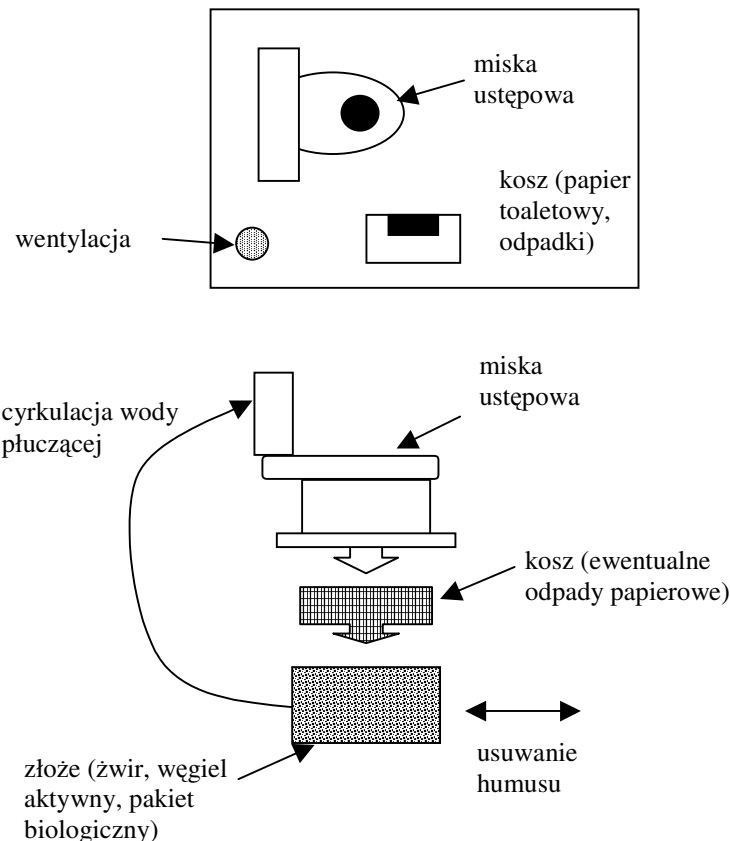 miska
ustępowa
kosz (papier
toaletowy,
odpadki)
wentylacja
miska
ustępowa
cyrkulacja wody
płuczącej
kosz (ewentualne
odpady papierowe)
usuwanie
humusu
złoże (żwir, węgiel
aktywny, pakiet
biologiczny)